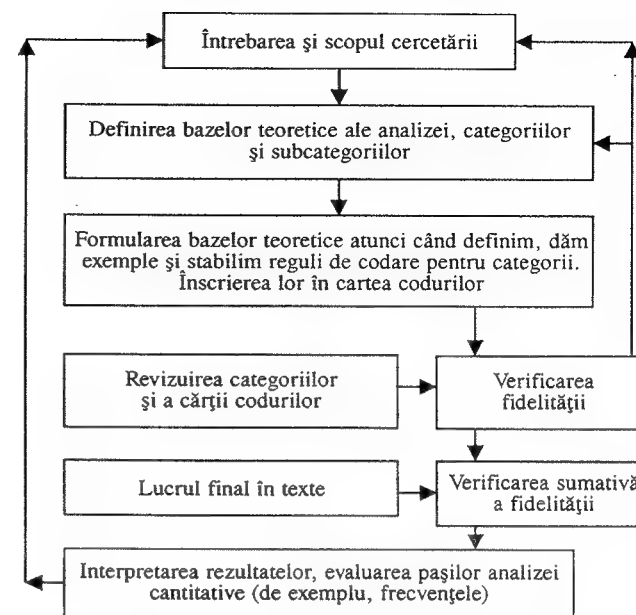 Întrebarea şi scopul cercetării
Definirea bazelor teoretice ale analizei, categoriilor
şi subcategoriilor
Formularea bazelor teoretice atunci când definim, dăm
exemple şi stabilim reguli de codare pentru categorii.
Înscrierea lor în cartea codurilor
Revizuirea categoriilor
şi a cărţii codurilor
Verificarea
fidelităţii
Lucrul final în texte
Verificarea sumativă
a fidelităţii
Interpretarea rezultatelor, evaluarea paşilor analizei
cantitative (de exemplu, frecvenţele)